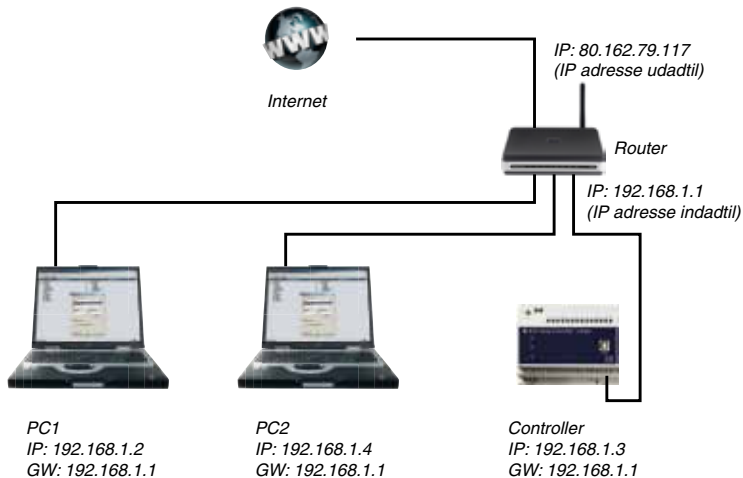 www
IP: 80.162.79.117
(IP adresse udadtil)
Internet
Router
IP: 192.168.1.1
(IP adresse indadtil)
PC1
IP: 192.168.1.2
GW: 192.168.1.1
PC2
IP: 192.168.1.4
GW: 192.168.1.1
Controller
IP: 192.168.1.3
GW: 192.168.1.1